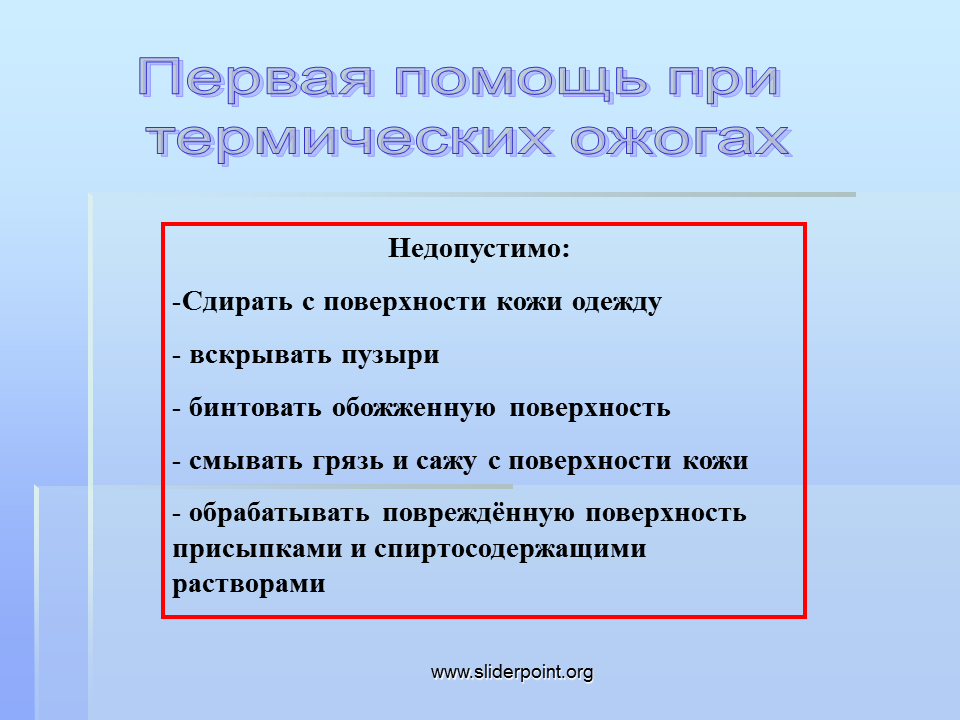 Первая помощь при
термических ожогах
Недопустимо:
-Сдирать с поверхности кожи одежду
- вскрывать пузыри
- бинтовать обожженную поверхность
- смывать грязь и сажу с поверхности кожи
- обрабатывать повреждённую поверхность
присыпками и спиртосодержащими
растворами
www.sliderpoint.org